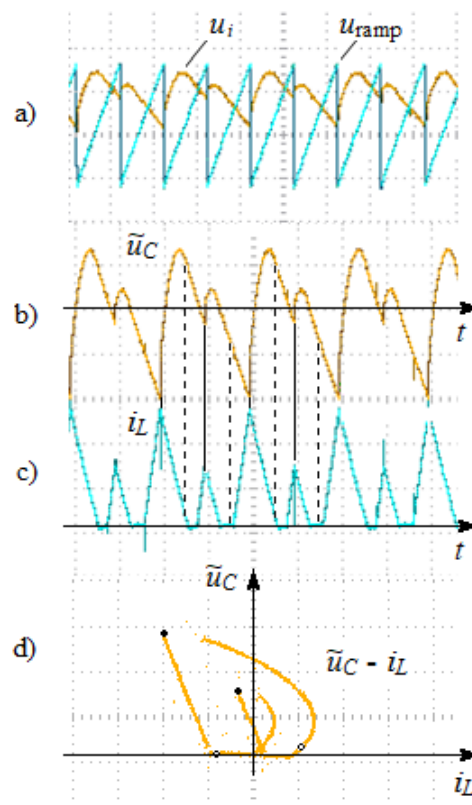 u_i u_ramp
a)
ũ_C
b)
t
i_L
c)
t
ũ_C
d)
ũ_C - i_L
i_L